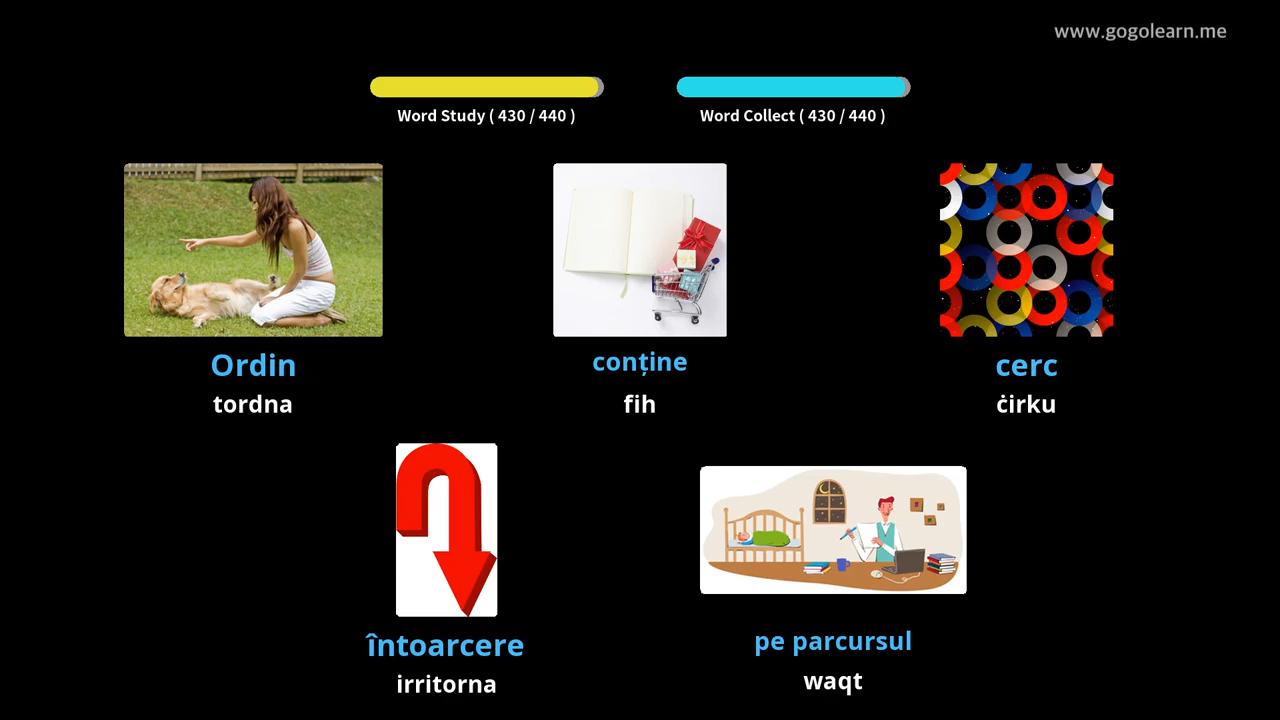 www.gogolearn.me
Word Study ( 430 / 440 )
Word Collect ( 430 / 440 )
Ordin
tordna
conține
fih
cerc
ċirku
întoarcere
irritorna
pe parcursul
waqt